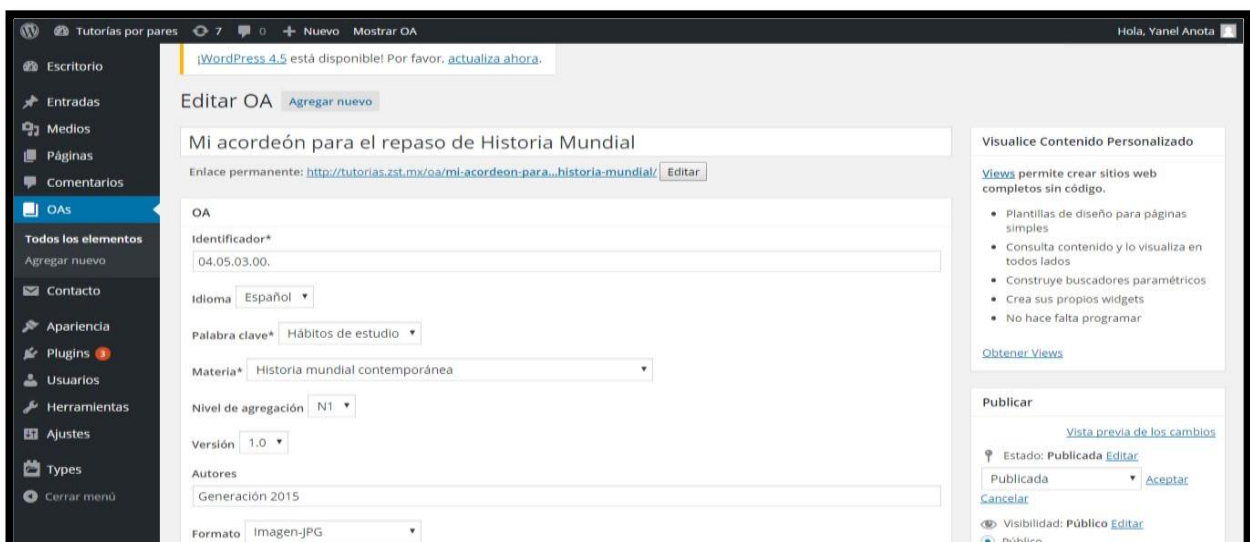 Tutorías por pares 7 0 + Nuevo Mostrar OA Hola, Yanel Anota
Escritorio
Entradas
Medios
Páginas
Comentarios
OAs
Todos los elementos
Agregar nuevo
Contacto
Apariencia
Plugins 3
Usuarios
Herramientas
Ajustes
Types
Cerrar menú
¡WordPress 4.5 está disponible! Por favor, actualiza ahora.
Editar OA Agregar nuevo
Mi acordeón para el repaso de Historia Mundial
Enlace permanente: http://tutorias.zst.mx/oa/mi-acordeon-para...historia-mundial/ Editar
OA
Identificador*
04.05.03.00.
Idioma Español
Palabra clave* Hábitos de estudio
Materia* Historia mundial contemporánea
Nivel de agregación N1
Versión 1.0
Autores
Generación 2015
Formato Imagen-JPG
Visualice Contenido Personalizado
Views permite crear sitios web
completos sin código.
Plantillas de diseño para páginas
simples
Consulta contenido y lo visualiza en
todos lados
Construye buscadores paramétricos
Crea sus propios widgets
No hace falta programar
Obtener Views
Publicar
Vista previa de los cambios
Estado: Publicada Editar
Publicada Aceptar
Cancelar
Visibilidad: Público Editar
Público